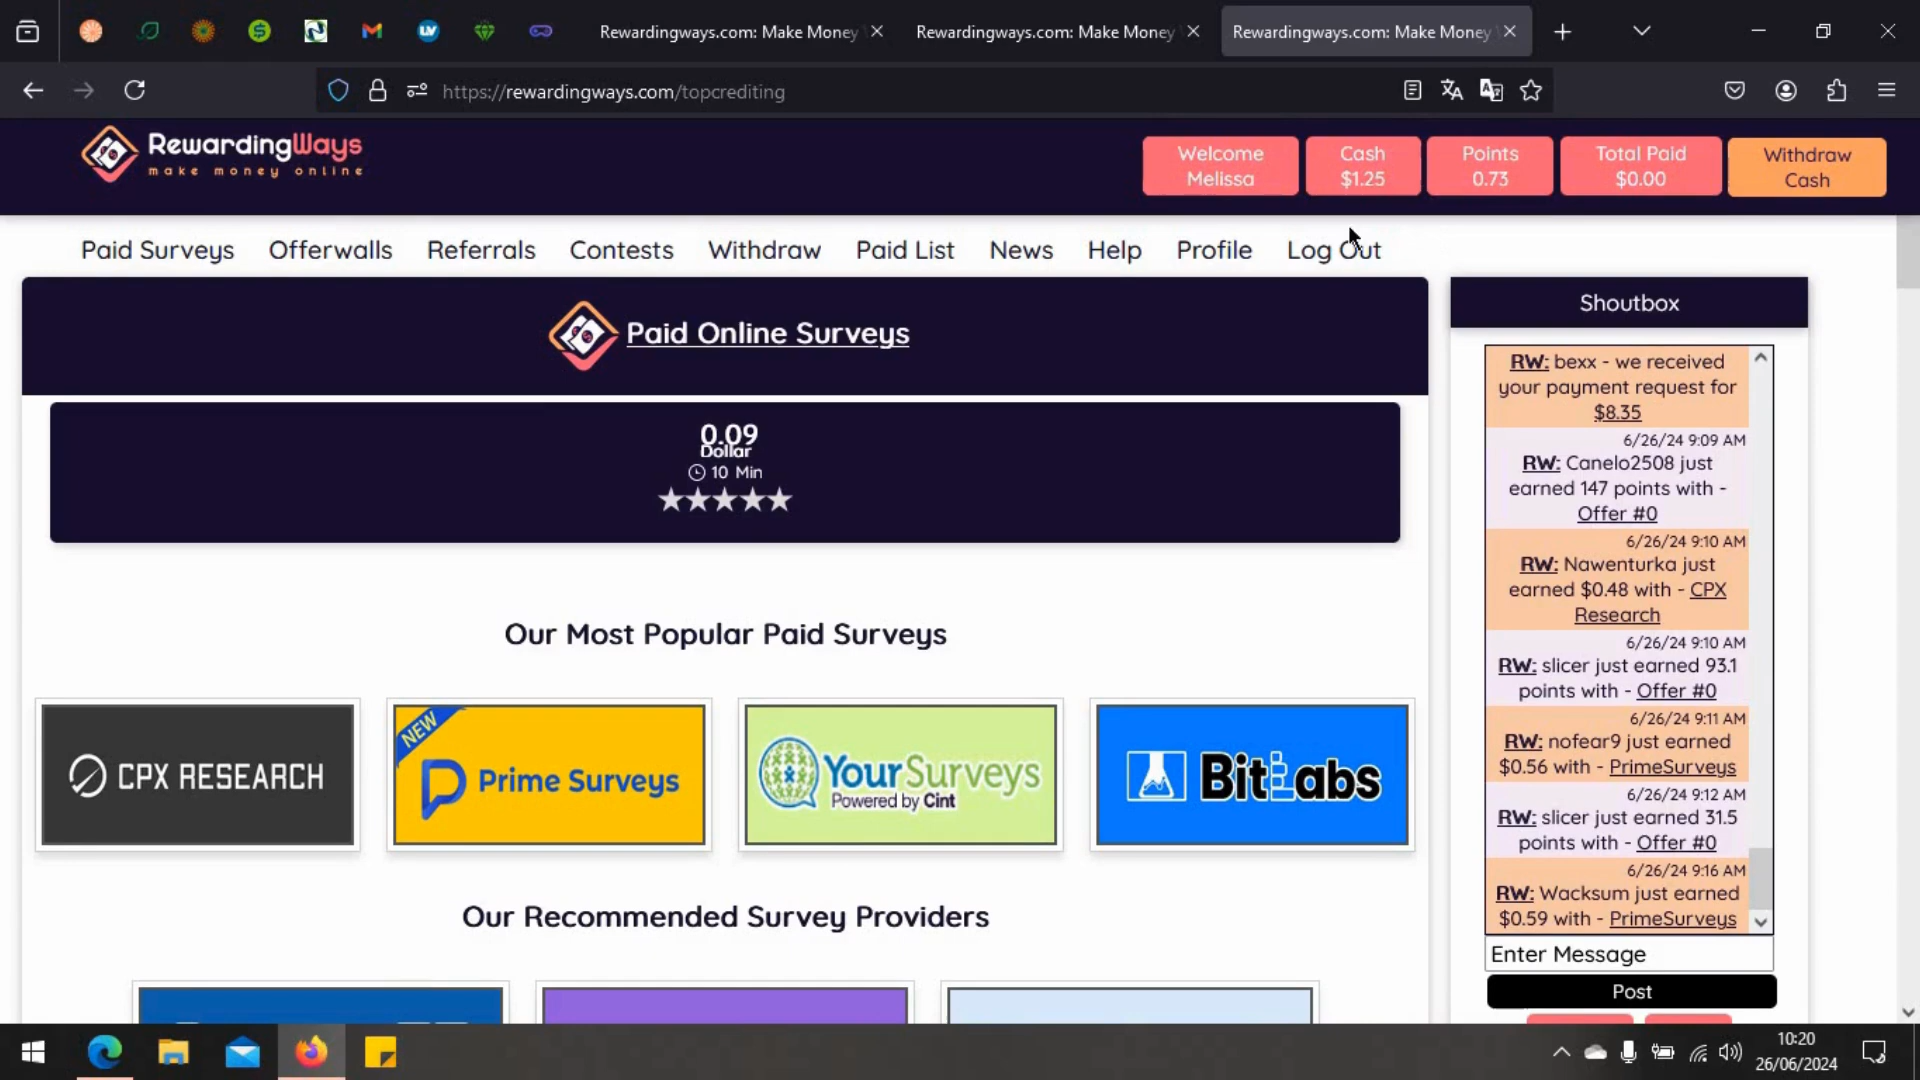 Rewardingways.com: Make Money
Rewardingways.com: Make Money
Rewardingways.com: Make Money
https://rewardingways.com/topcrediting
RewardingWays
make money online
Welcome
Melissa
Cash
$1.25
Points
0.73
Total Paid
$0.00
Withdraw
Cash
Paid Surveys
Offerwalls
Referrals
Contests
Withdraw
Paid List
News
Help
Profile
Log Out
Paid Online Surveys
0.09
Dollar
10 Min
Our Most Popular Paid Surveys
CPX RESEARCH
NEW
Prime Surveys
YourSurveys
Powered by Cint
BitLabs
Our Recommended Survey Providers
Shoutbox
RW: bexx - we received
your payment request for
$8.35
6/26/24 9:09 AM
RW: Canelo2508 just
earned 147 points with -
Offer #0
6/26/24 9:10 AM
RW: Nawenturka just
earned $0.48 with - CPX
Research
6/26/24 9:10 AM
RW: slicer just earned 93.1
points with - Offer #0
6/26/24 9:11 AM
RW: nofear9 just earned
$0.56 with - PrimeSurveys
6/26/24 9:12 AM
RW: slicer just earned 31.5
points with - Offer #0
6/26/24 9:16 AM
RW: Wacksum just earned
$0.59 with - PrimeSurveys
Enter Message
Post
10:20
26/06/2024